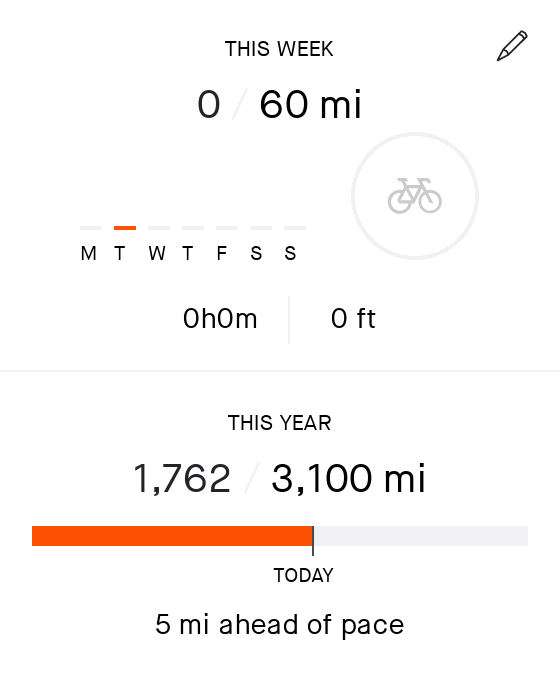 THIS WEEK
0 / 60 mi
M T W T F S S
0h0m 0 ft
THIS YEAR
1,762 / 3,100 mi
TODAY
5 mi ahead of pace